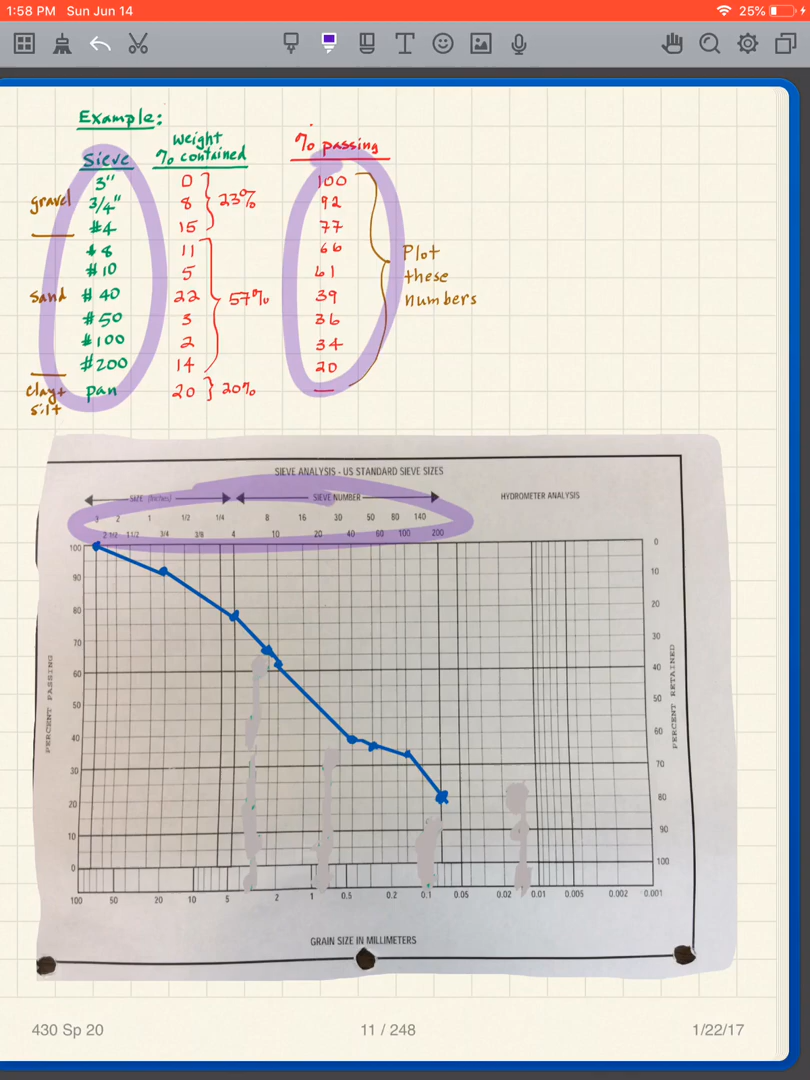 1:58 PM Sun Jun 14 25%
Example:
Sieve Weight % contained % passing
3" 0 100
gravel 3/4" 8 23% 92
#4 15 77
#8 11 66
#10 5 61 Plot these numbers
sand #40 22 57% 39
#50 3 36
#100 2 34
#200 14 20
clay + silt pan 20 20% —
SIEVE ANALYSIS - US STANDARD SIEVE SIZES
SIZE (Inches) SIEVE NUMBER HYDROMETER ANALYSIS
3 2 1 1/2 1/4 8 16 30 50 80 140
2 1/2 1 1/2 3/4 3/8 4 10 20 40 60 100 200
100 0
90 10
80 20
70 30
60 40
50 50
40 60
30 70
20 80
10 90
0 100
PERCENT PASSING
PERCENT RETAINED
100 50 20 10 5 2 1 0.5 0.2 0.1 0.05 0.02 0.01 0.005 0.002 0.001
GRAIN SIZE IN MILLIMETERS
430 Sp 20 11 / 248 1/22/17